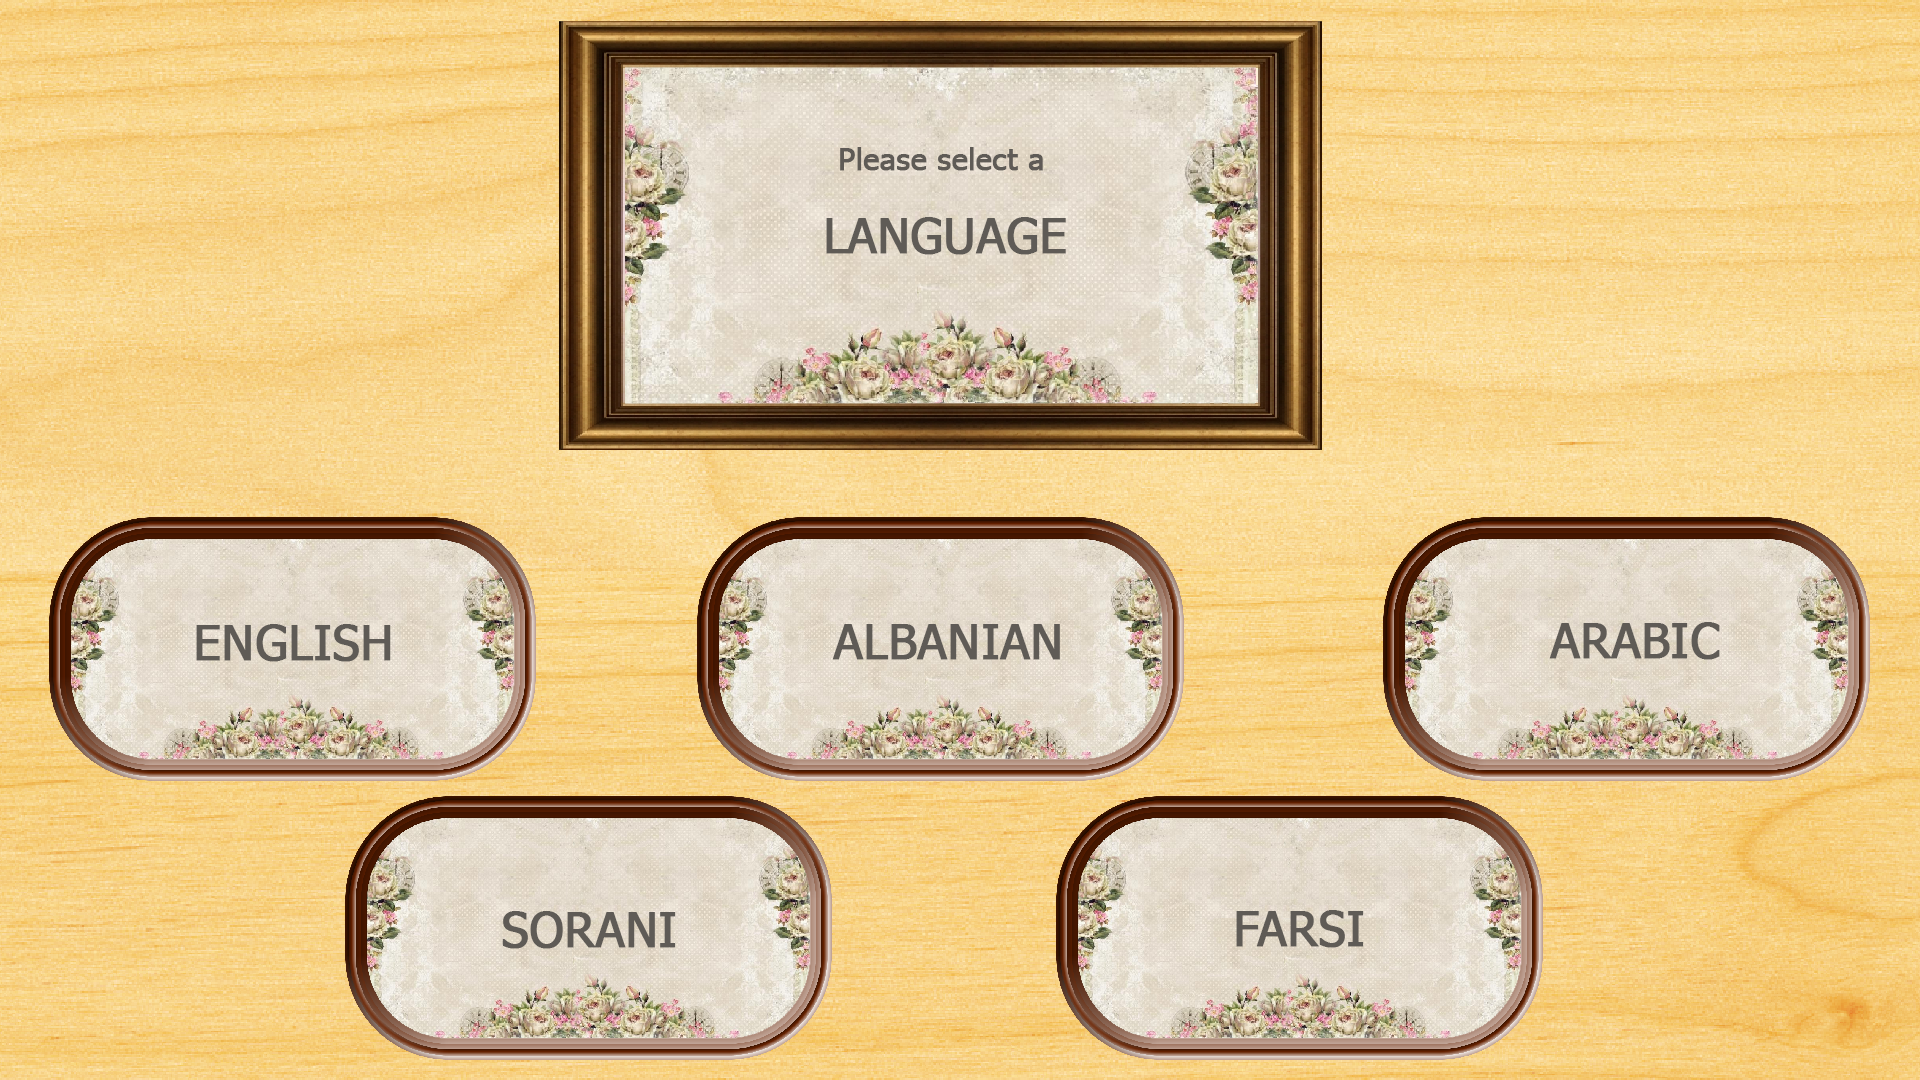 Please select a
LANGUAGE
ENGLISH
ALBANIAN
ARABIC
SORANI
FARSI